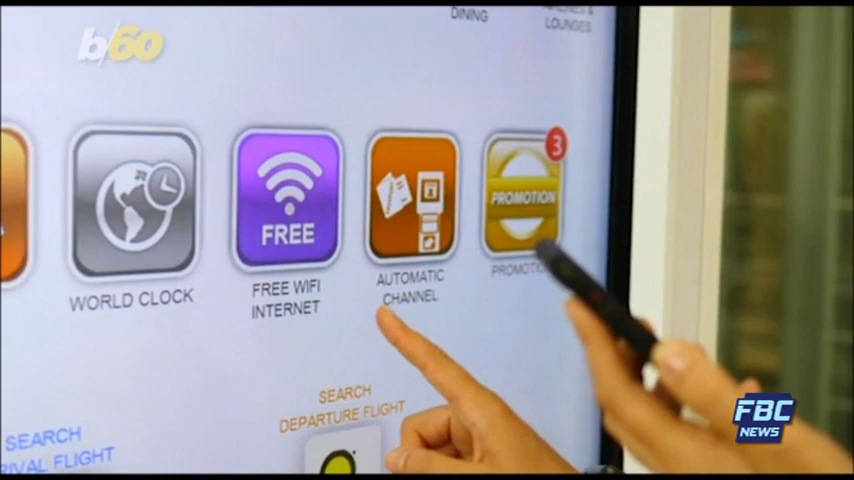 b/60
DINING
LOUNGES
3
PROMOTION
FREE
WORLD CLOCK
FREE WIFI
INTERNET
AUTOMATIC
CHANNEL
SEARCH
DEPARTURE FLIGHT
SEARCH
FLIGHT
FBC
NEWS